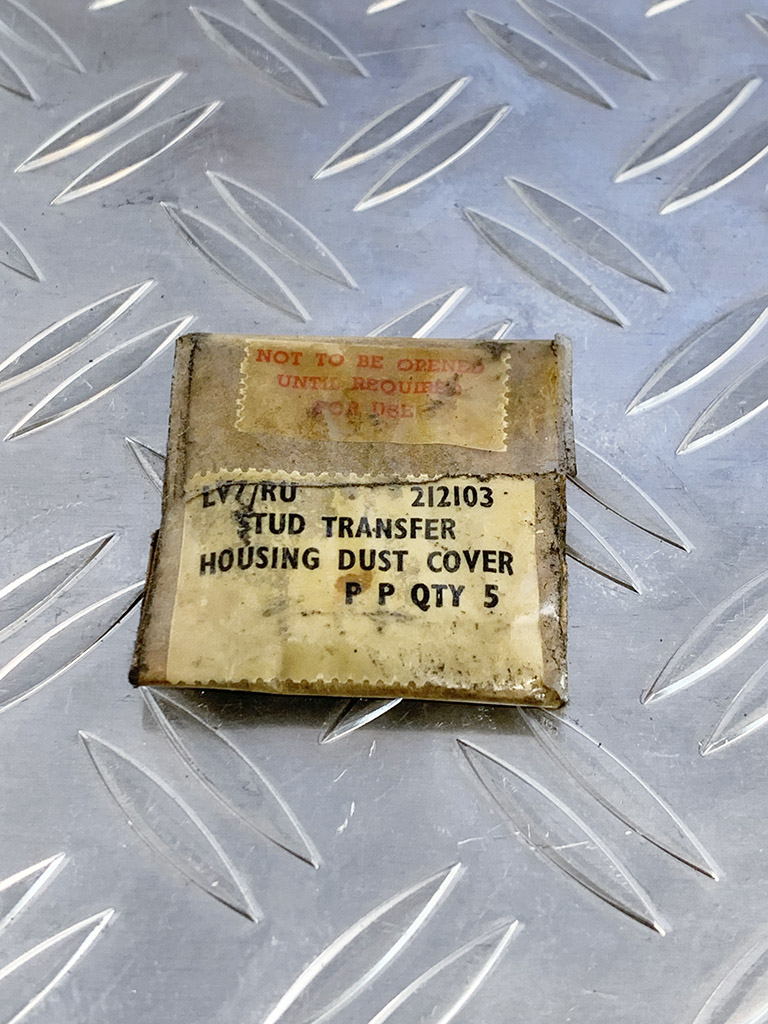 NOT TO BE OPENED
UNTIL REQUIRED
FOR USE
LV7/RU 212103
STUD TRANSFER
HOUSING DUST COVER
P P QTY 5